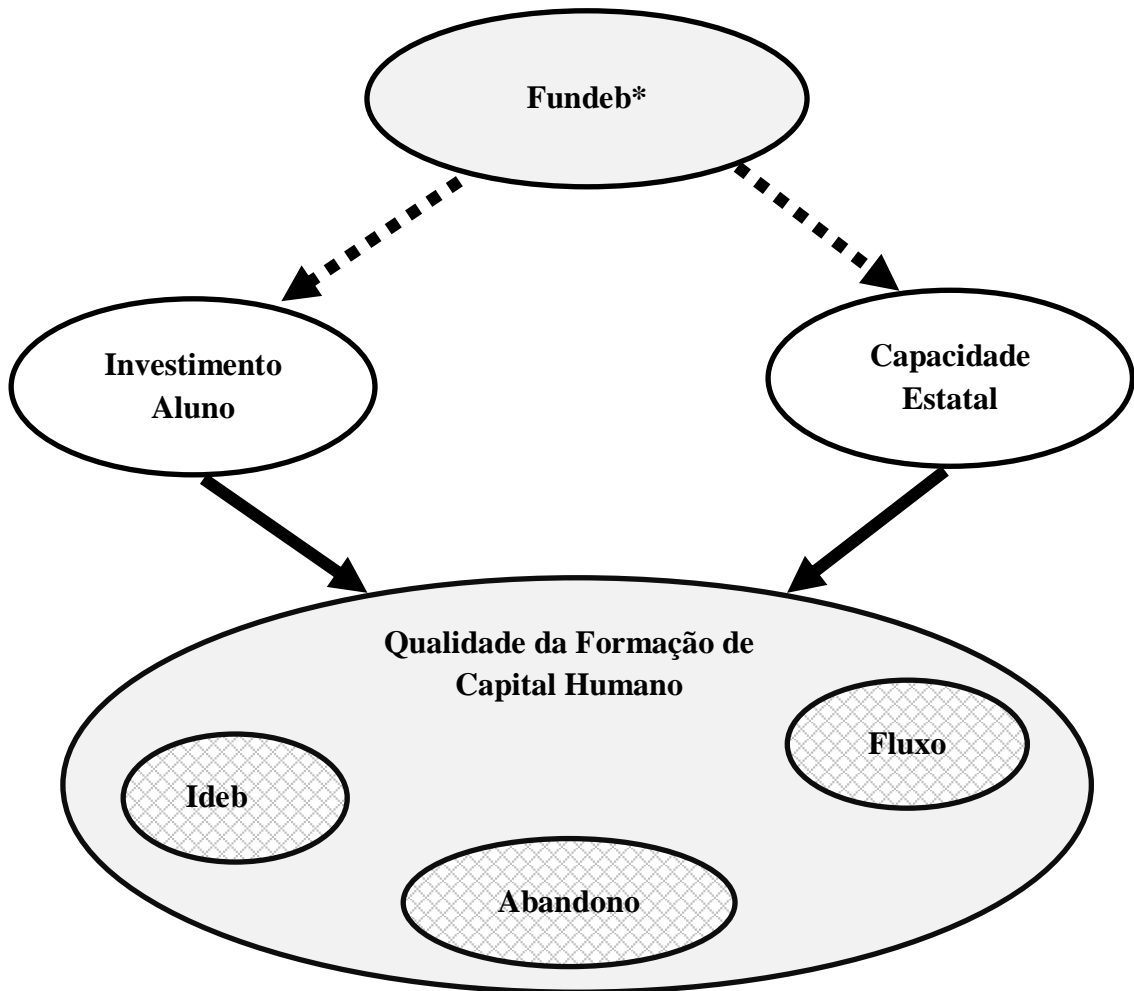 Fundeb*
Investimento
Aluno
Capacidade
Estatal
Qualidade da Formação de
Capital Humano
Fluxo
Ideb
Abandono